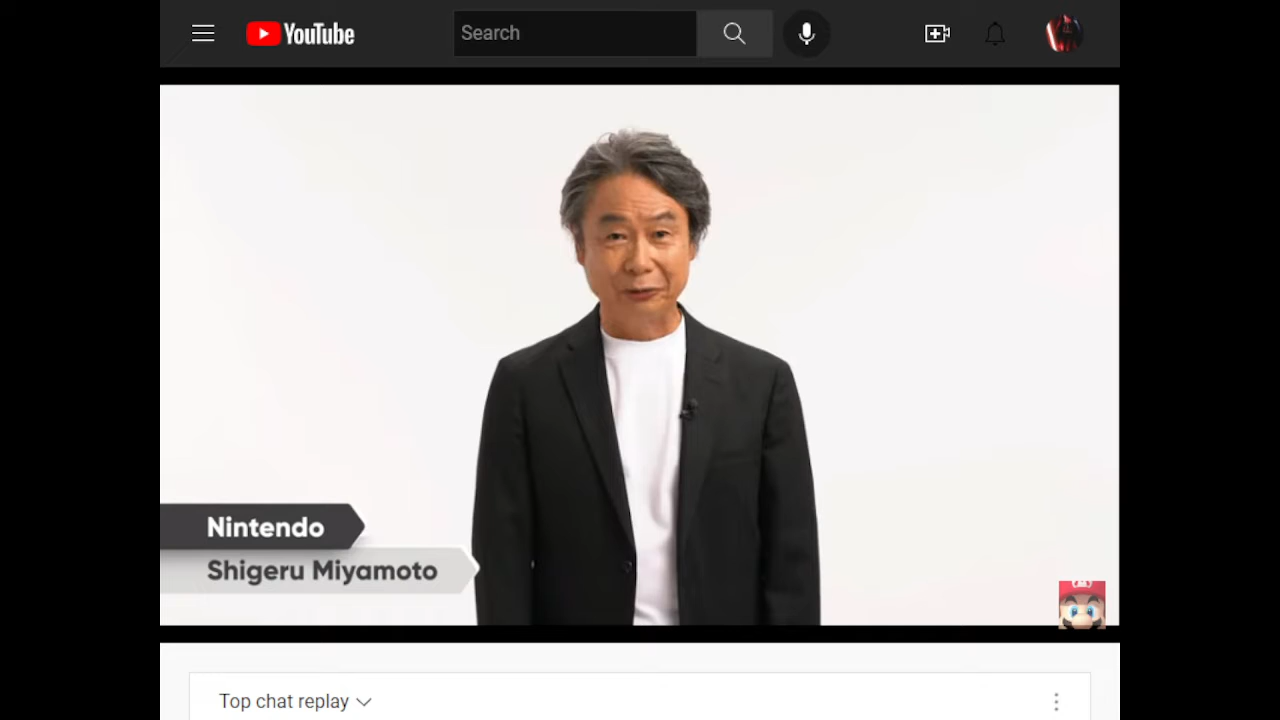 YouTube
Search
Nintendo
Shigeru Miyamoto
Top chat replay